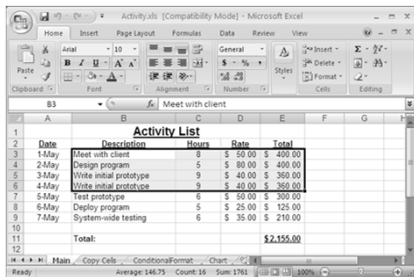 Activity.xls [Compatibility Mode] - Microsoft Excel
Home Insert Page Layout Formulas Data Review View
Arial 10 General Insert
Paste B I U A A $ % , Styles Delete
A Format
Clipboard Font Alignment Number Cells Editing
B3 fx Meet with client
A B C D E F G H
1 Activity List
2 Date Description Hours Rate Total
3 1-May Meet with client 8 $ 50.00 $ 400.00
4 2-May Design program 5 $ 80.00 $ 400.00
5 3-May Write initial prototype 9 $ 40.00 $ 360.00
6 4-May Write initial prototype 9 $ 40.00 $ 360.00
7 5-May Test prototype 6 $ 50.00 $ 300.00
8 6-May Deploy program 5 $ 25.00 $ 125.00
9 7-May System-wide testing 6 $ 35.00 $ 210.00
10
11 Total: $2,155.00
12
Main Copy Cells ConditionalFormat Chart
Ready Average: 146.75 Count: 16 Sum: 1761 100%